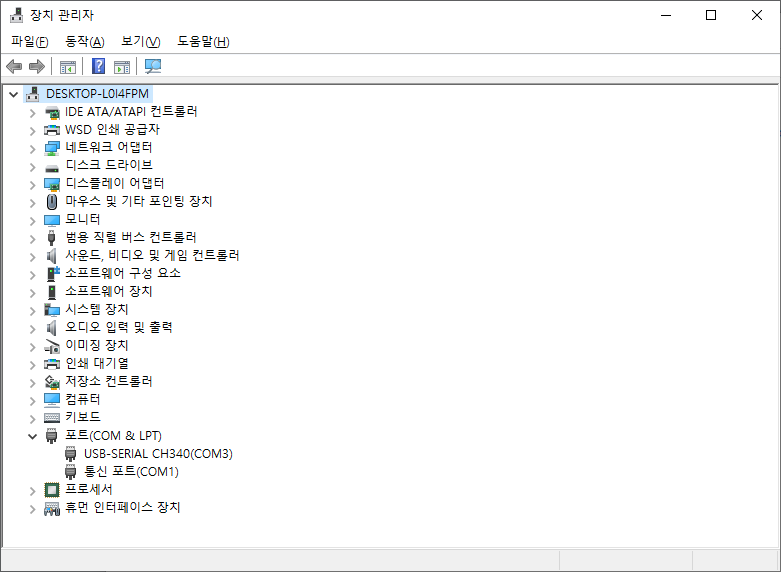 장치 관리자
파일(F) 동작(A) 보기(V) 도움말(H)
DESKTOP-L0I4FPM
IDE ATA/ATAPI 컨트롤러
WSD 인쇄 공급자
네트워크 어댑터
디스크 드라이브
디스플레이 어댑터
마우스 및 기타 포인팅 장치
모니터
범용 직렬 버스 컨트롤러
사운드, 비디오 및 게임 컨트롤러
소프트웨어 구성 요소
소프트웨어 장치
시스템 장치
오디오 입력 및 출력
이미징 장치
인쇄 대기열
저장소 컨트롤러
컴퓨터
키보드
포트(COM & LPT)
USB-SERIAL CH340(COM3)
통신 포트(COM1)
프로세서
휴먼 인터페이스 장치